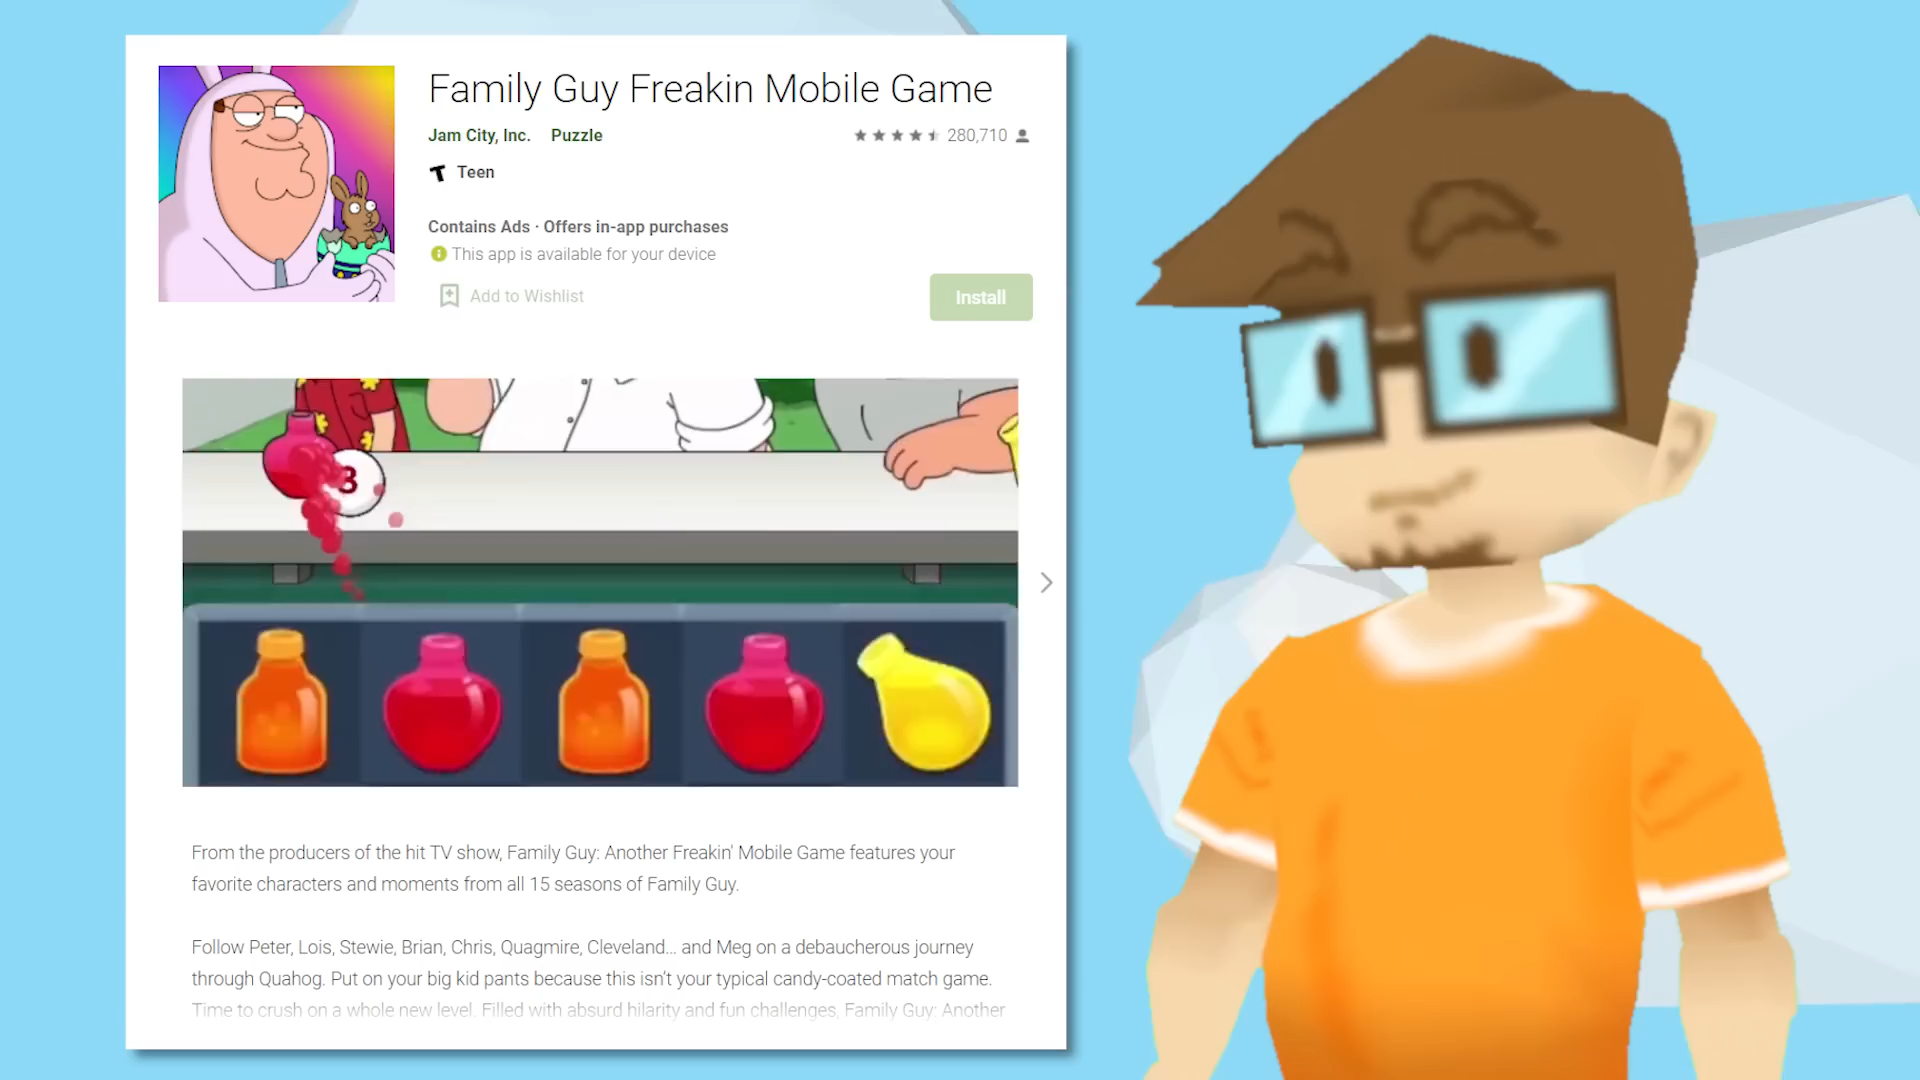 Family Guy Freakin Mobile Game
Jam City, Inc. Puzzle
280,710
Teen
Contains Ads · Offers in-app purchases
This app is available for your device
Add to Wishlist
Install
3
From the producers of the hit TV show, Family Guy: Another Freakin' Mobile Game features your
favorite characters and moments from all 15 seasons of Family Guy.
Follow Peter, Lois, Stewie, Brian, Chris, Quagmire, Cleveland... and Meg on a debaucherous journey
through Quahog. Put on your big kid pants because this isn't your typical candy-coated match game.
Time to crush on a whole new level. Filled with absurd hilarity and fun challenges, Family Guy: Another